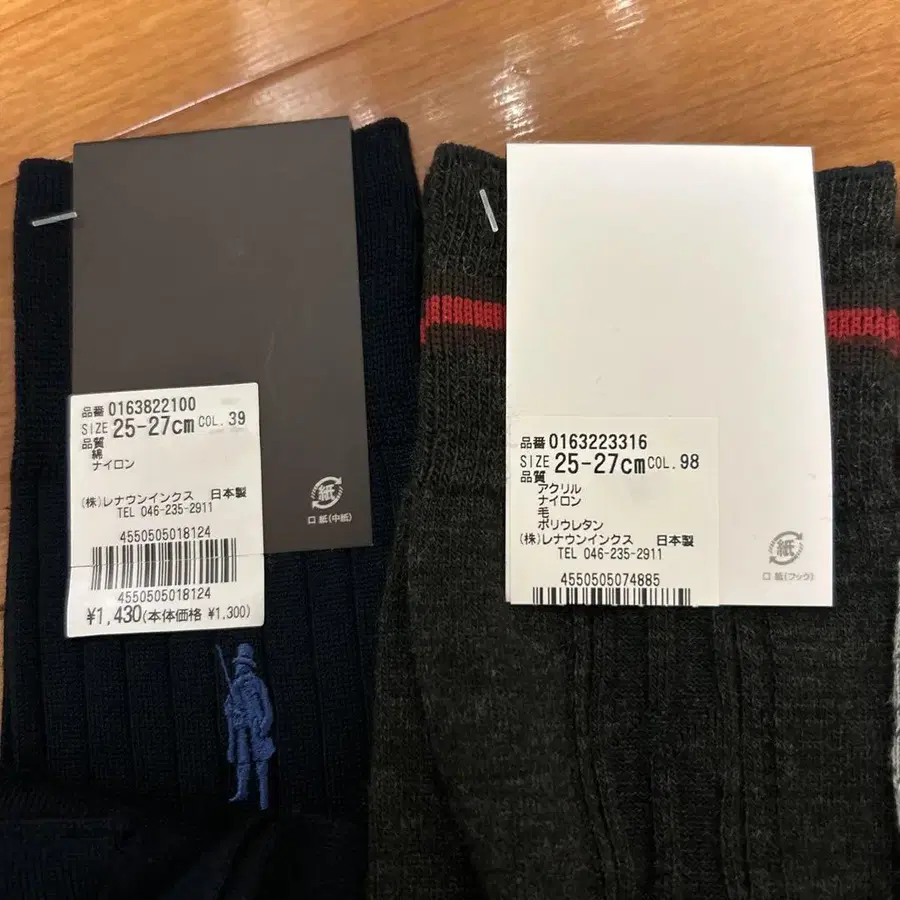 品番 0163822100
SIZE 25-27cm COL. 39
品質
綿
ナイロン
(株)レナウンインクス 日本製
TEL 046-235-2911
4550505018124
4550505018124
¥1,430(本体価格 ¥1,300)
紙
口 紙(中紙)
品番 0163223316
SIZE 25-27cm COL. 98
品質
アクリル
ナイロン
毛
ポリウレタン
(株)レナウンインクス 日本製
TEL 046-235-2911
4550505074885
紙
口 紙(フック)